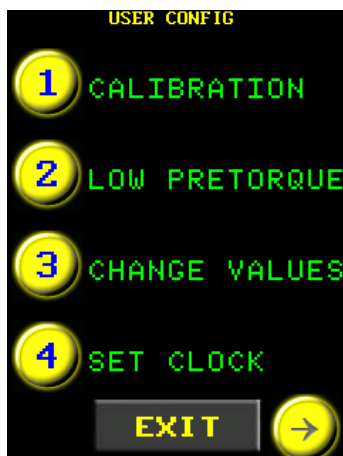 USER CONFIG
1 CALIBRATION
2 LOW PRETORQUE
3 CHANGE VALUES
4 SET CLOCK
EXIT →